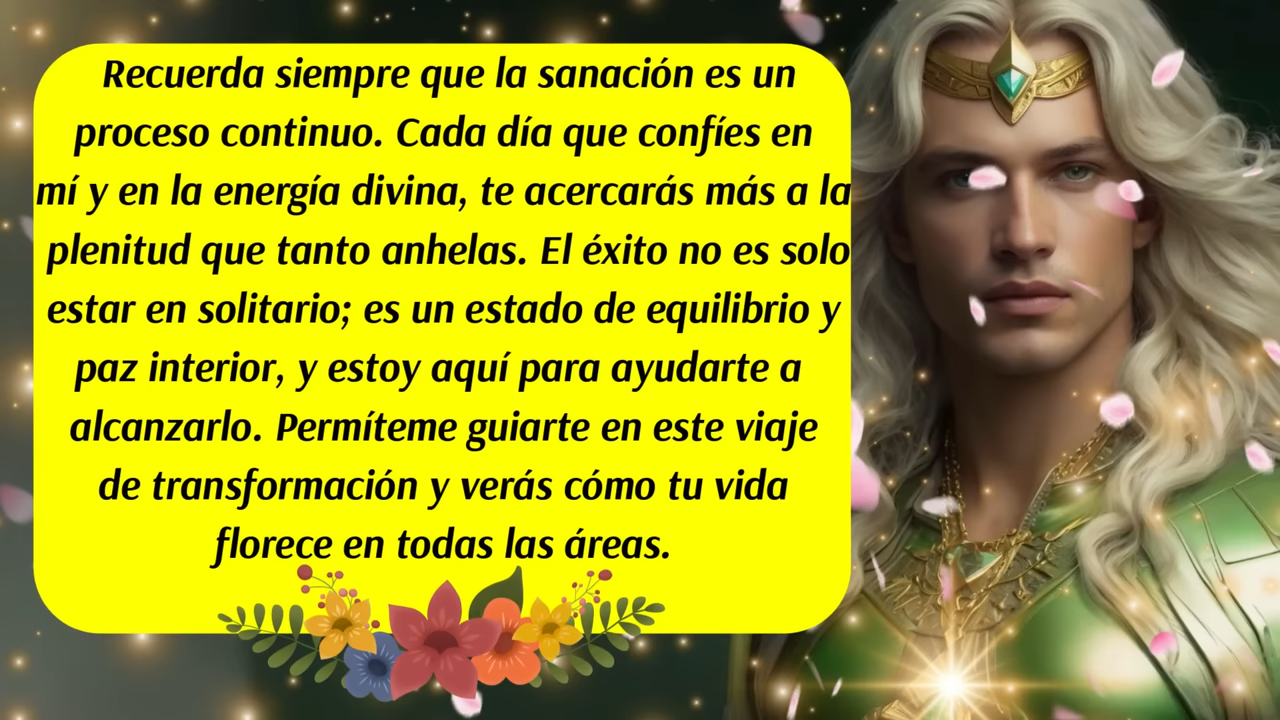 Recuerda siempre que la sanación es un
proceso continuo. Cada día que confíes en
mí y en la energía divina, te acercarás más a la
plenitud que tanto anhelas. El éxito no es solo
estar en solitario; es un estado de equilibrio y
paz interior, y estoy aquí para ayudarte a
alcanzarlo. Permíteme guiarte en este viaje
de transformación y verás cómo tu vida
florece en todas las áreas.